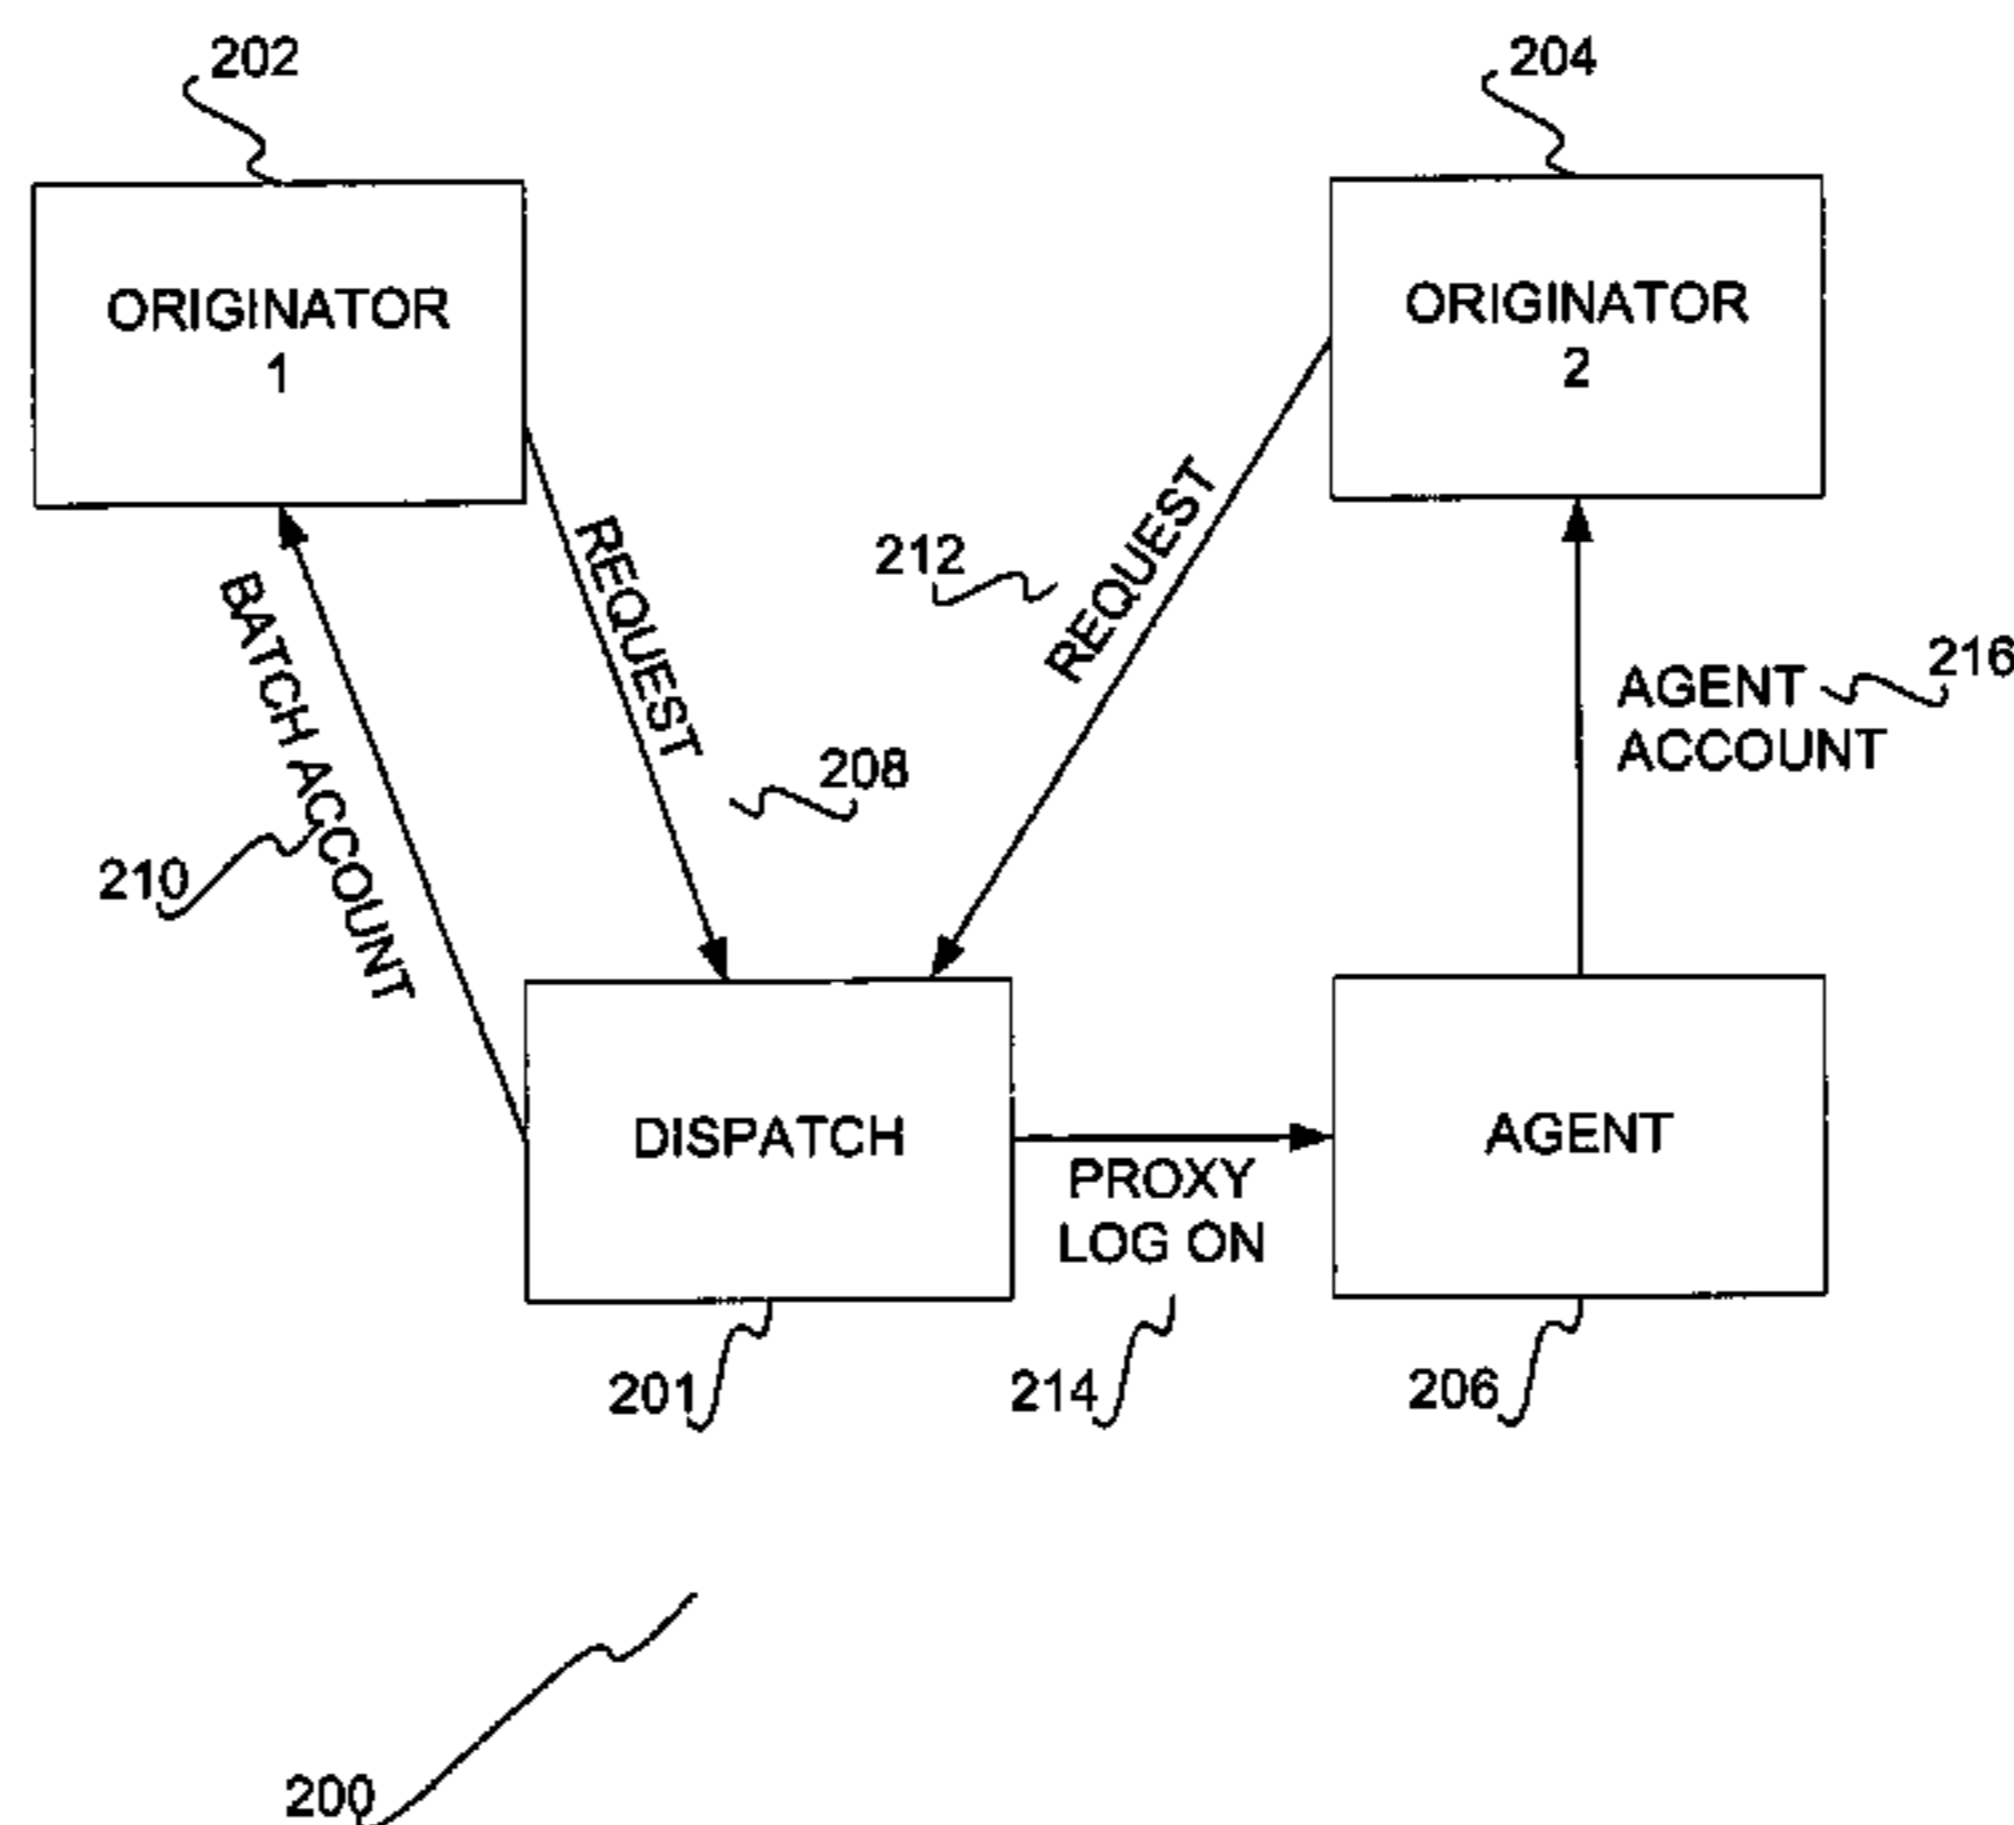 202
204
ORIGINATOR
1
ORIGINATOR
2
REQUEST
212
REQUEST
BATCH ACCOUNT
208
AGENT
ACCOUNT
216
210
DISPATCH
PROXY
LOG ON
AGENT
201
214
206
200